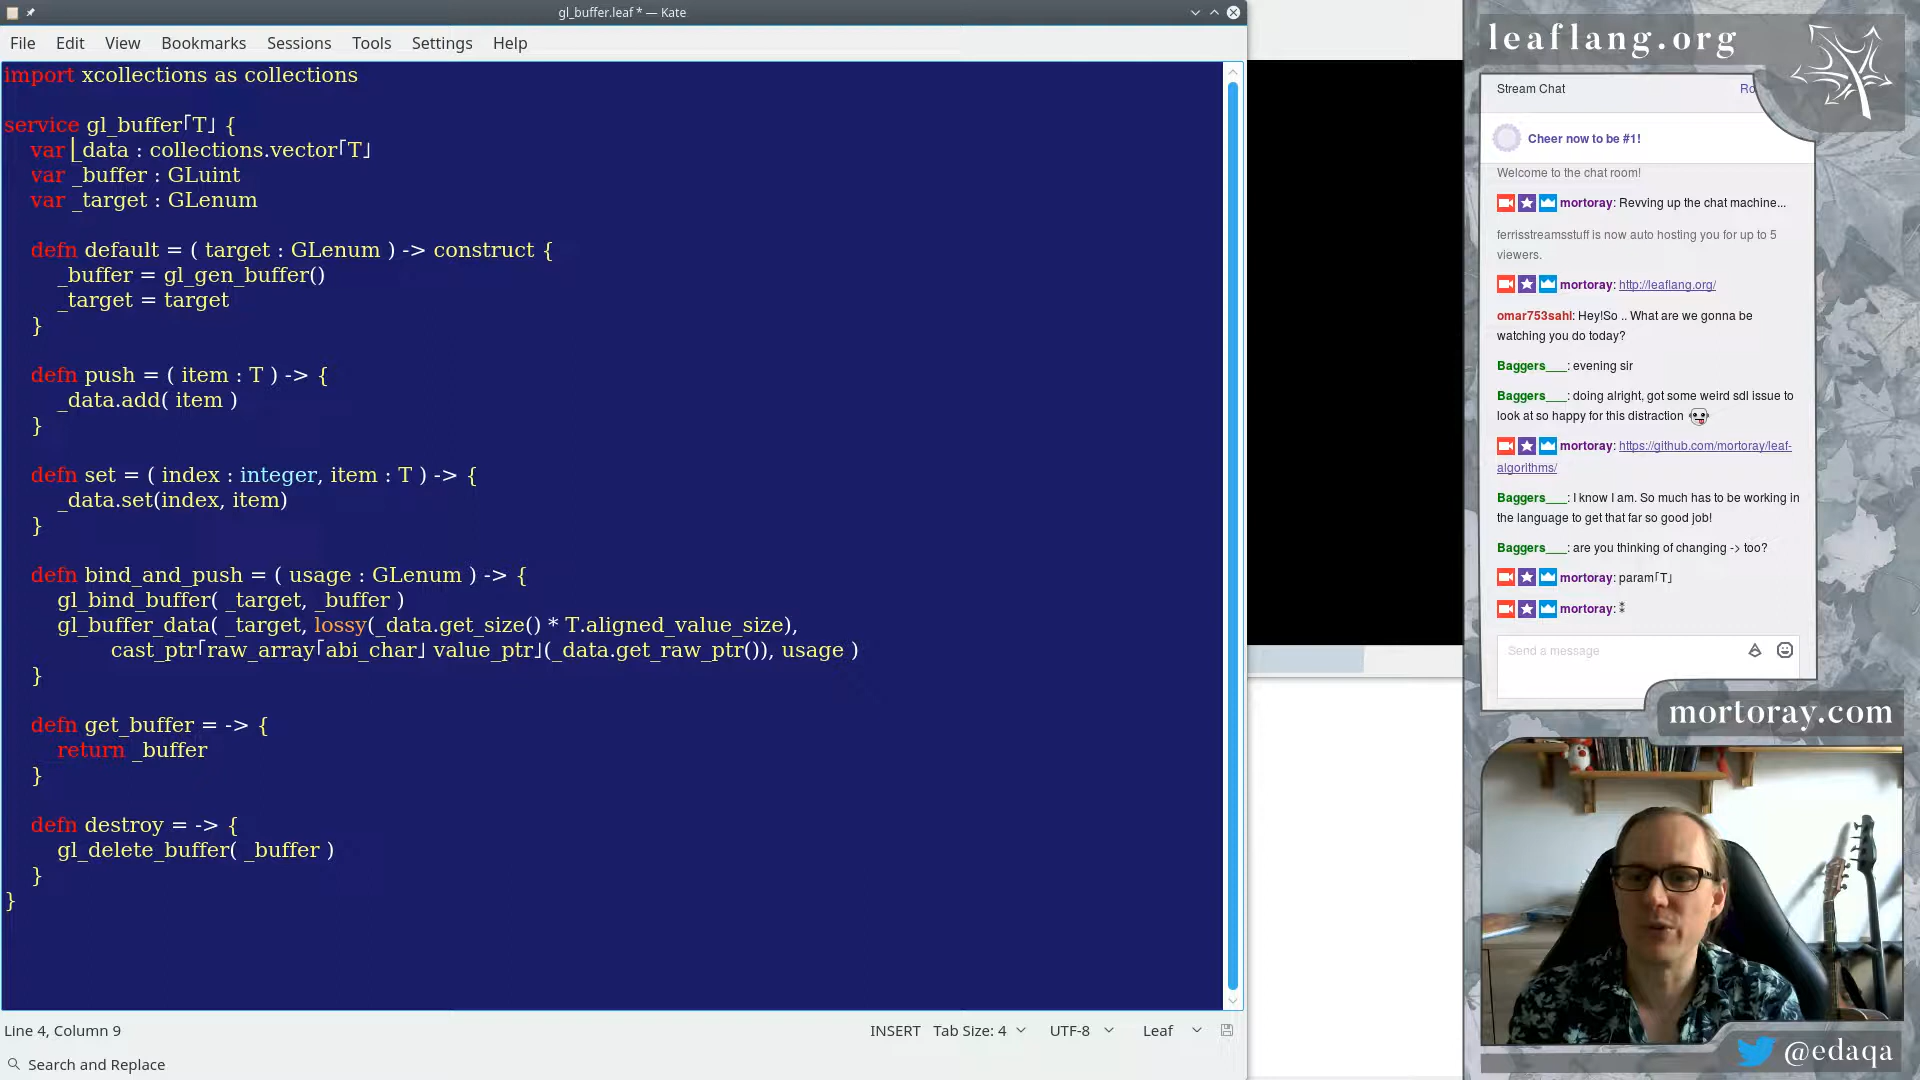 gl_buffer.leaf * — Kate
File Edit View Bookmarks Sessions Tools Settings Help
import xcollections as collections
service gl_buffer｢T｣ {
var _data : collections.vector｢T｣
var _buffer : GLuint
var _target : GLenum
defn default = ( target : GLenum ) -> construct {
_buffer = gl_gen_buffer()
_target = target
}
defn push = ( item : T ) -> {
_data.add( item )
}
defn set = ( index : integer, item : T ) -> {
_data.set(index, item)
}
defn bind_and_push = ( usage : GLenum ) -> {
gl_bind_buffer( _target, _buffer )
gl_buffer_data( _target, lossy(_data.get_size() * T.aligned_value_size),
cast_ptr｢raw_array｢abi_char｣ value_ptr｣(_data.get_raw_ptr()), usage )
}
defn get_buffer = -> {
return _buffer
}
defn destroy = -> {
gl_delete_buffer( _buffer )
}
}
Line 4, Column 9 INSERT Tab Size: 4 UTF-8 Leaf
Search and Replace
leaflang.org
Stream Chat Ro
Cheer now to be #1!
Welcome to the chat room!
mortoray: Revving up the chat machine...
ferrisstreamsstuff is now auto hosting you for up to 5
viewers.
mortoray: http://leaflang.org/
omar753sahi: Hey!So .. What are we gonna be
watching you do today?
Baggers___: evening sir
Baggers___: doing alright, got some weird sdl issue to
look at so happy for this distraction
mortoray: https://github.com/mortoray/leaf-
algorithms/
Baggers___: I know I am. So much has to be working in
the language to get that far so good job!
Baggers___: are you thinking of changing -> too?
mortoray: param｢T｣
mortoray: ⁑
Send a message
mortoray.com
@edaqa